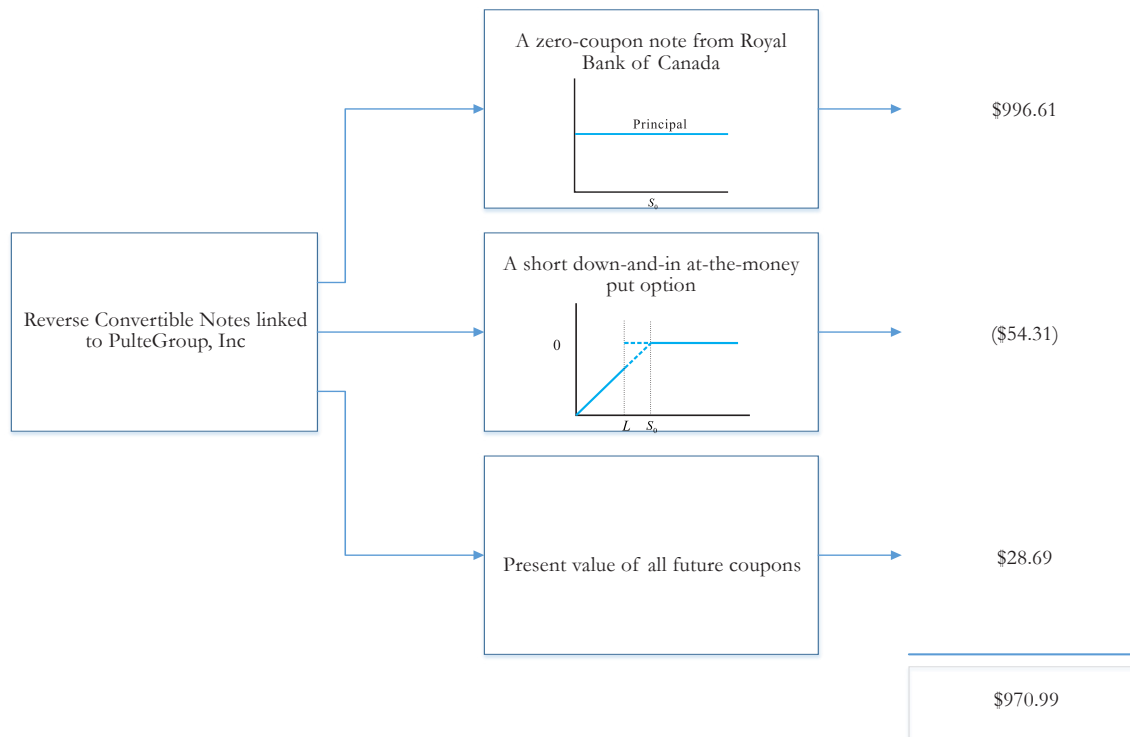 A zero-coupon note from Royal
Bank of Canada
Principal
S₀
$996.61
Reverse Convertible Notes linked
to PulteGroup, Inc
A short down-and-in at-the-money
put option
0
L S₀
($54.31)
Present value of all future coupons
$28.69
$970.99